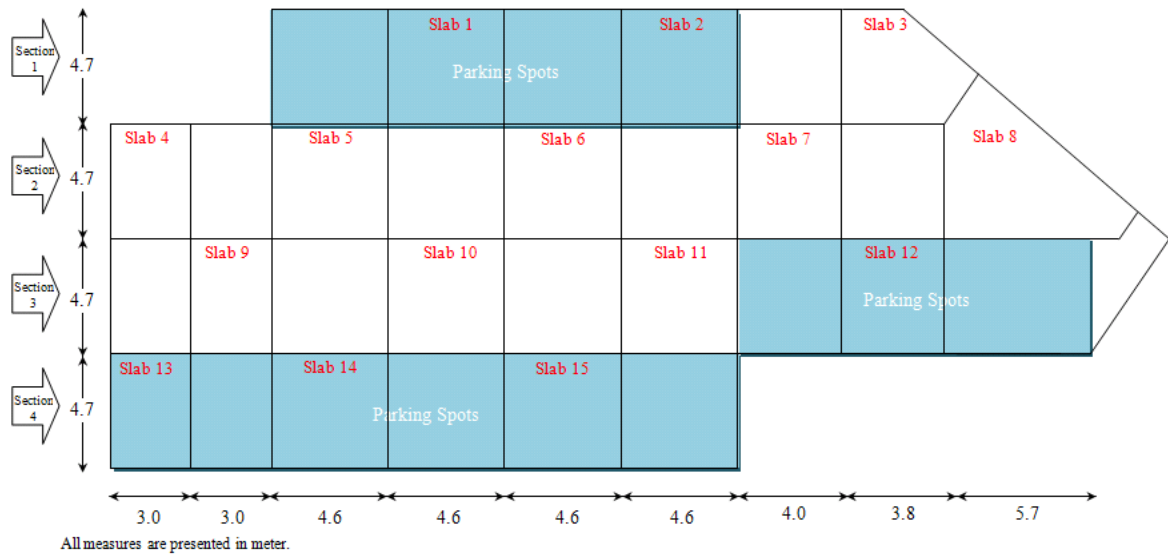 Slab 1
Slab 2
Slab 3
Section
1
4.7
Parking Spots
Slab 4
Slab 5
Slab 6
Slab 7
Slab 8
Section
2
4.7
Slab 9
Slab 10
Slab 11
Slab 12
Section
3
4.7
Parking Spots
Slab 13
Slab 14
Slab 15
Section
4
4.7
Parking Spots
3.0
3.0
4.6
4.6
4.6
4.6
4.0
3.8
5.7
All measures are presented in meter.